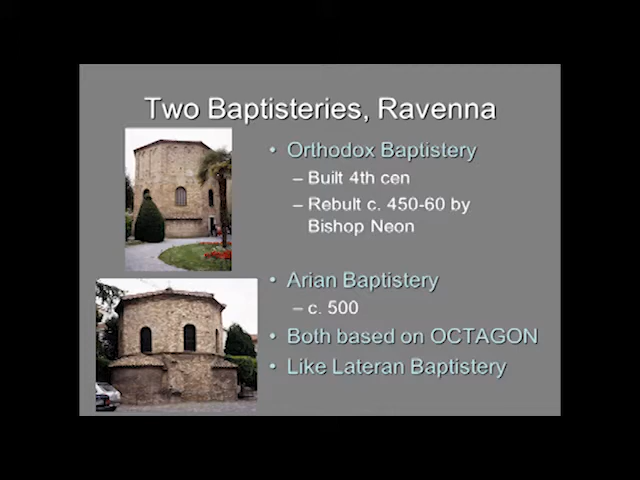 Two Baptisteries, Ravenna
• Orthodox Baptistery
– Built 4th cen
– Rebult c. 450-60 by
Bishop Neon
• Arian Baptistery
– c. 500
• Both based on OCTAGON
• Like Lateran Baptistery